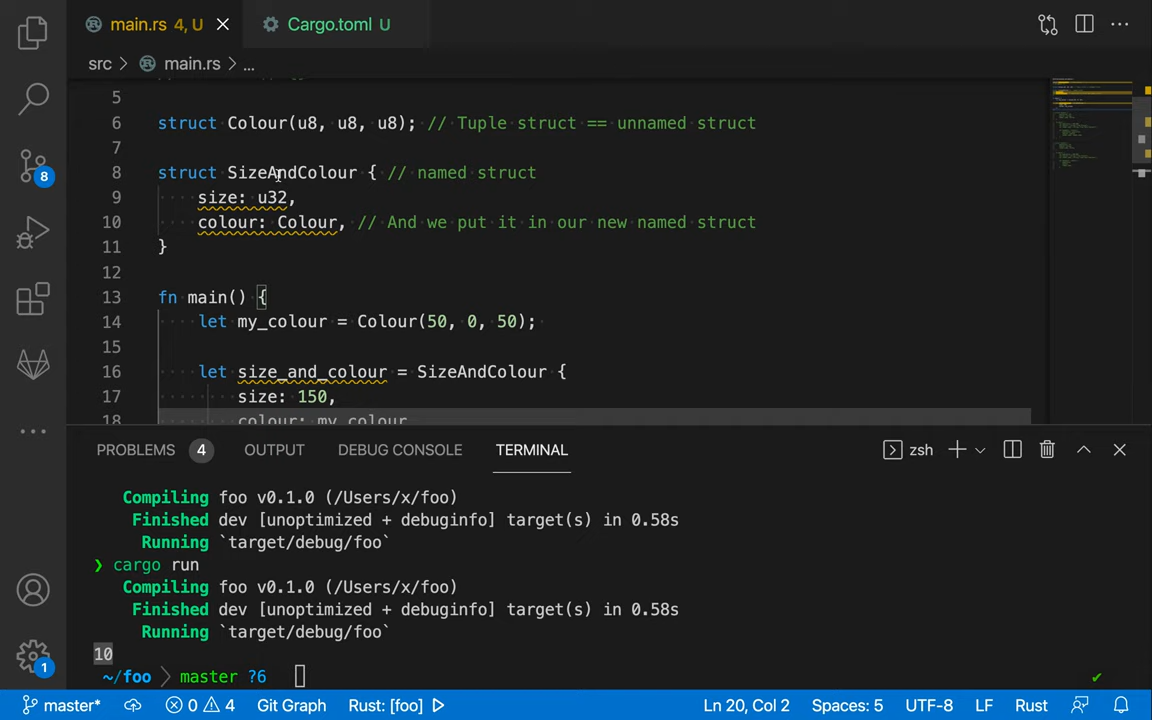 main.rs 4, U
Cargo.toml U
src > main.rs > ...
5
6 struct Colour(u8, u8, u8); // Tuple struct == unnamed struct
7
8 struct SizeAndColour { // named struct
9 size: u32,
10 colour: Colour, // And we put it in our new named struct
11 }
12
13 fn main() {
14 let my_colour = Colour(50, 0, 50);
15
16 let size_and_colour = SizeAndColour {
17 size: 150,
18 colour: my_colour
8
PROBLEMS 4 OUTPUT DEBUG CONSOLE TERMINAL zsh
Compiling foo v0.1.0 (/Users/x/foo)
Finished dev [unoptimized + debuginfo] target(s) in 0.58s
Running `target/debug/foo`
❯ cargo run
Compiling foo v0.1.0 (/Users/x/foo)
Finished dev [unoptimized + debuginfo] target(s) in 0.58s
Running `target/debug/foo`
10
~/foo master ?6 ✔
1
master* 0 4 Git Graph Rust: [foo] Ln 20, Col 2 Spaces: 5 UTF-8 LF Rust